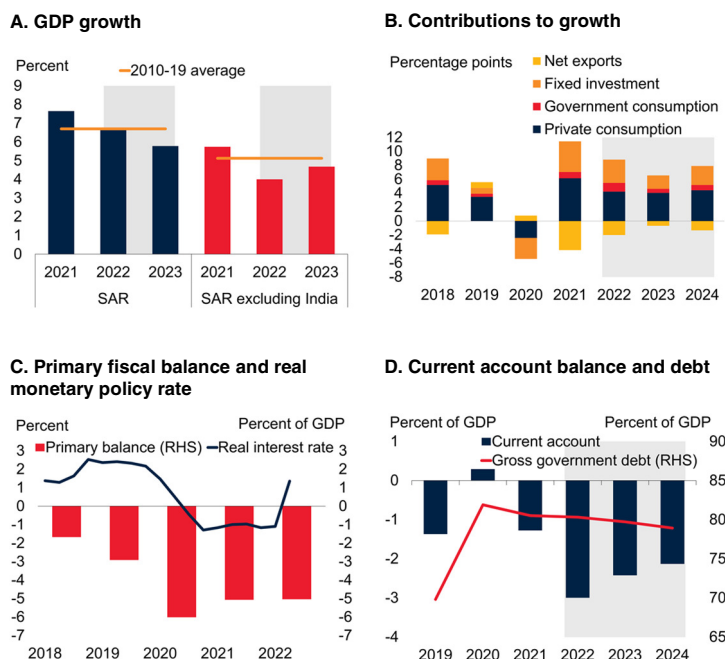 A. GDP growth
Percent
2010-19 average
9
8
7
6
5
4
3
2
1
0
2021 2022 2023 2021 2022 2023
SAR SAR excluding India
B. Contributions to growth
Percentage points
Net exports
Fixed investment
Government consumption
Private consumption
12
10
8
6
4
2
0
-2
-4
-6
-8
2018 2019 2020 2021 2022 2023 2024
C. Primary fiscal balance and real
monetary policy rate
Percent Percent of GDP
Primary balance (RHS) Real interest rate
3 3
2 2
1 1
0 0
-1 -1
-2 -2
-3 -3
-4 -4
-5 -5
-6 -6
-7 -7
2018 2019 2020 2021 2022
D. Current account balance and debt
Percent of GDP Percent of GDP
Current account
Gross government debt (RHS)
1 90
0 85
-1 80
-2 75
-3 70
-4 65
2019 2020 2021 2022 2023 2024